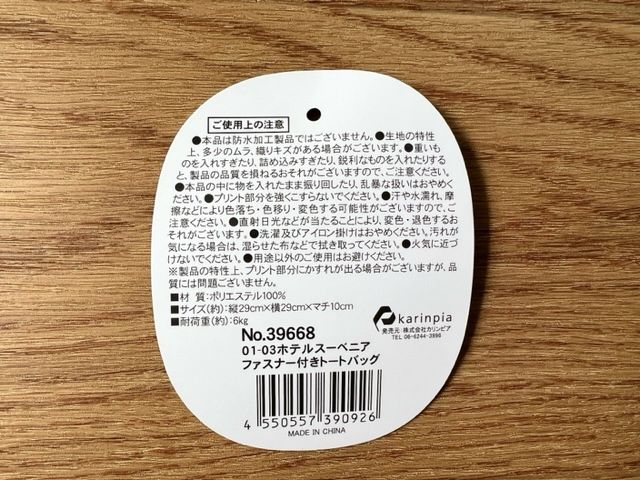 ご使用上の注意
●本品は防水加工製品ではございません。●生地の特性
上、多少のムラ、織りキズがある場合がございます。●重いも
のを入れすぎたり、詰め込みすぎたり、鋭利なものを入れたりする
と、製品の品質を損ねるおそれがございますので、ご注意ください。
●本品の中に物を入れたまま振り回したり、乱暴な扱いはおやめくだ
さい。●プリント部分を強くこすらないでください。●汗や水濡れ、摩
擦などにより色落ち・色移り・変色する可能性がございますので、ご
注意ください。●直射日光などが当たることにより、変色・退色するお
それがございます。●洗濯及びアイロン掛けはおやめください。汚れが
気になる場合は、湿らせた布などで拭き取ってください。●火気に近づ
けないでください。●用途以外のご使用はお避けください。
※製品の特性上、プリント部分にかすれが出る場合がございますが、品
質には問題ございません。
■材 質：ポリエステル100%
■サイズ(約)：縦29cm×横29cm×マチ10cm
■耐荷重(約)：6kg
karinpia
発売元：株式会社カリンピア
TEL 06-6244-3996
No.39668
01-03ホテルスーベニア
ファスナー付きトートバッグ
4 550557 390926
MADE IN CHINA